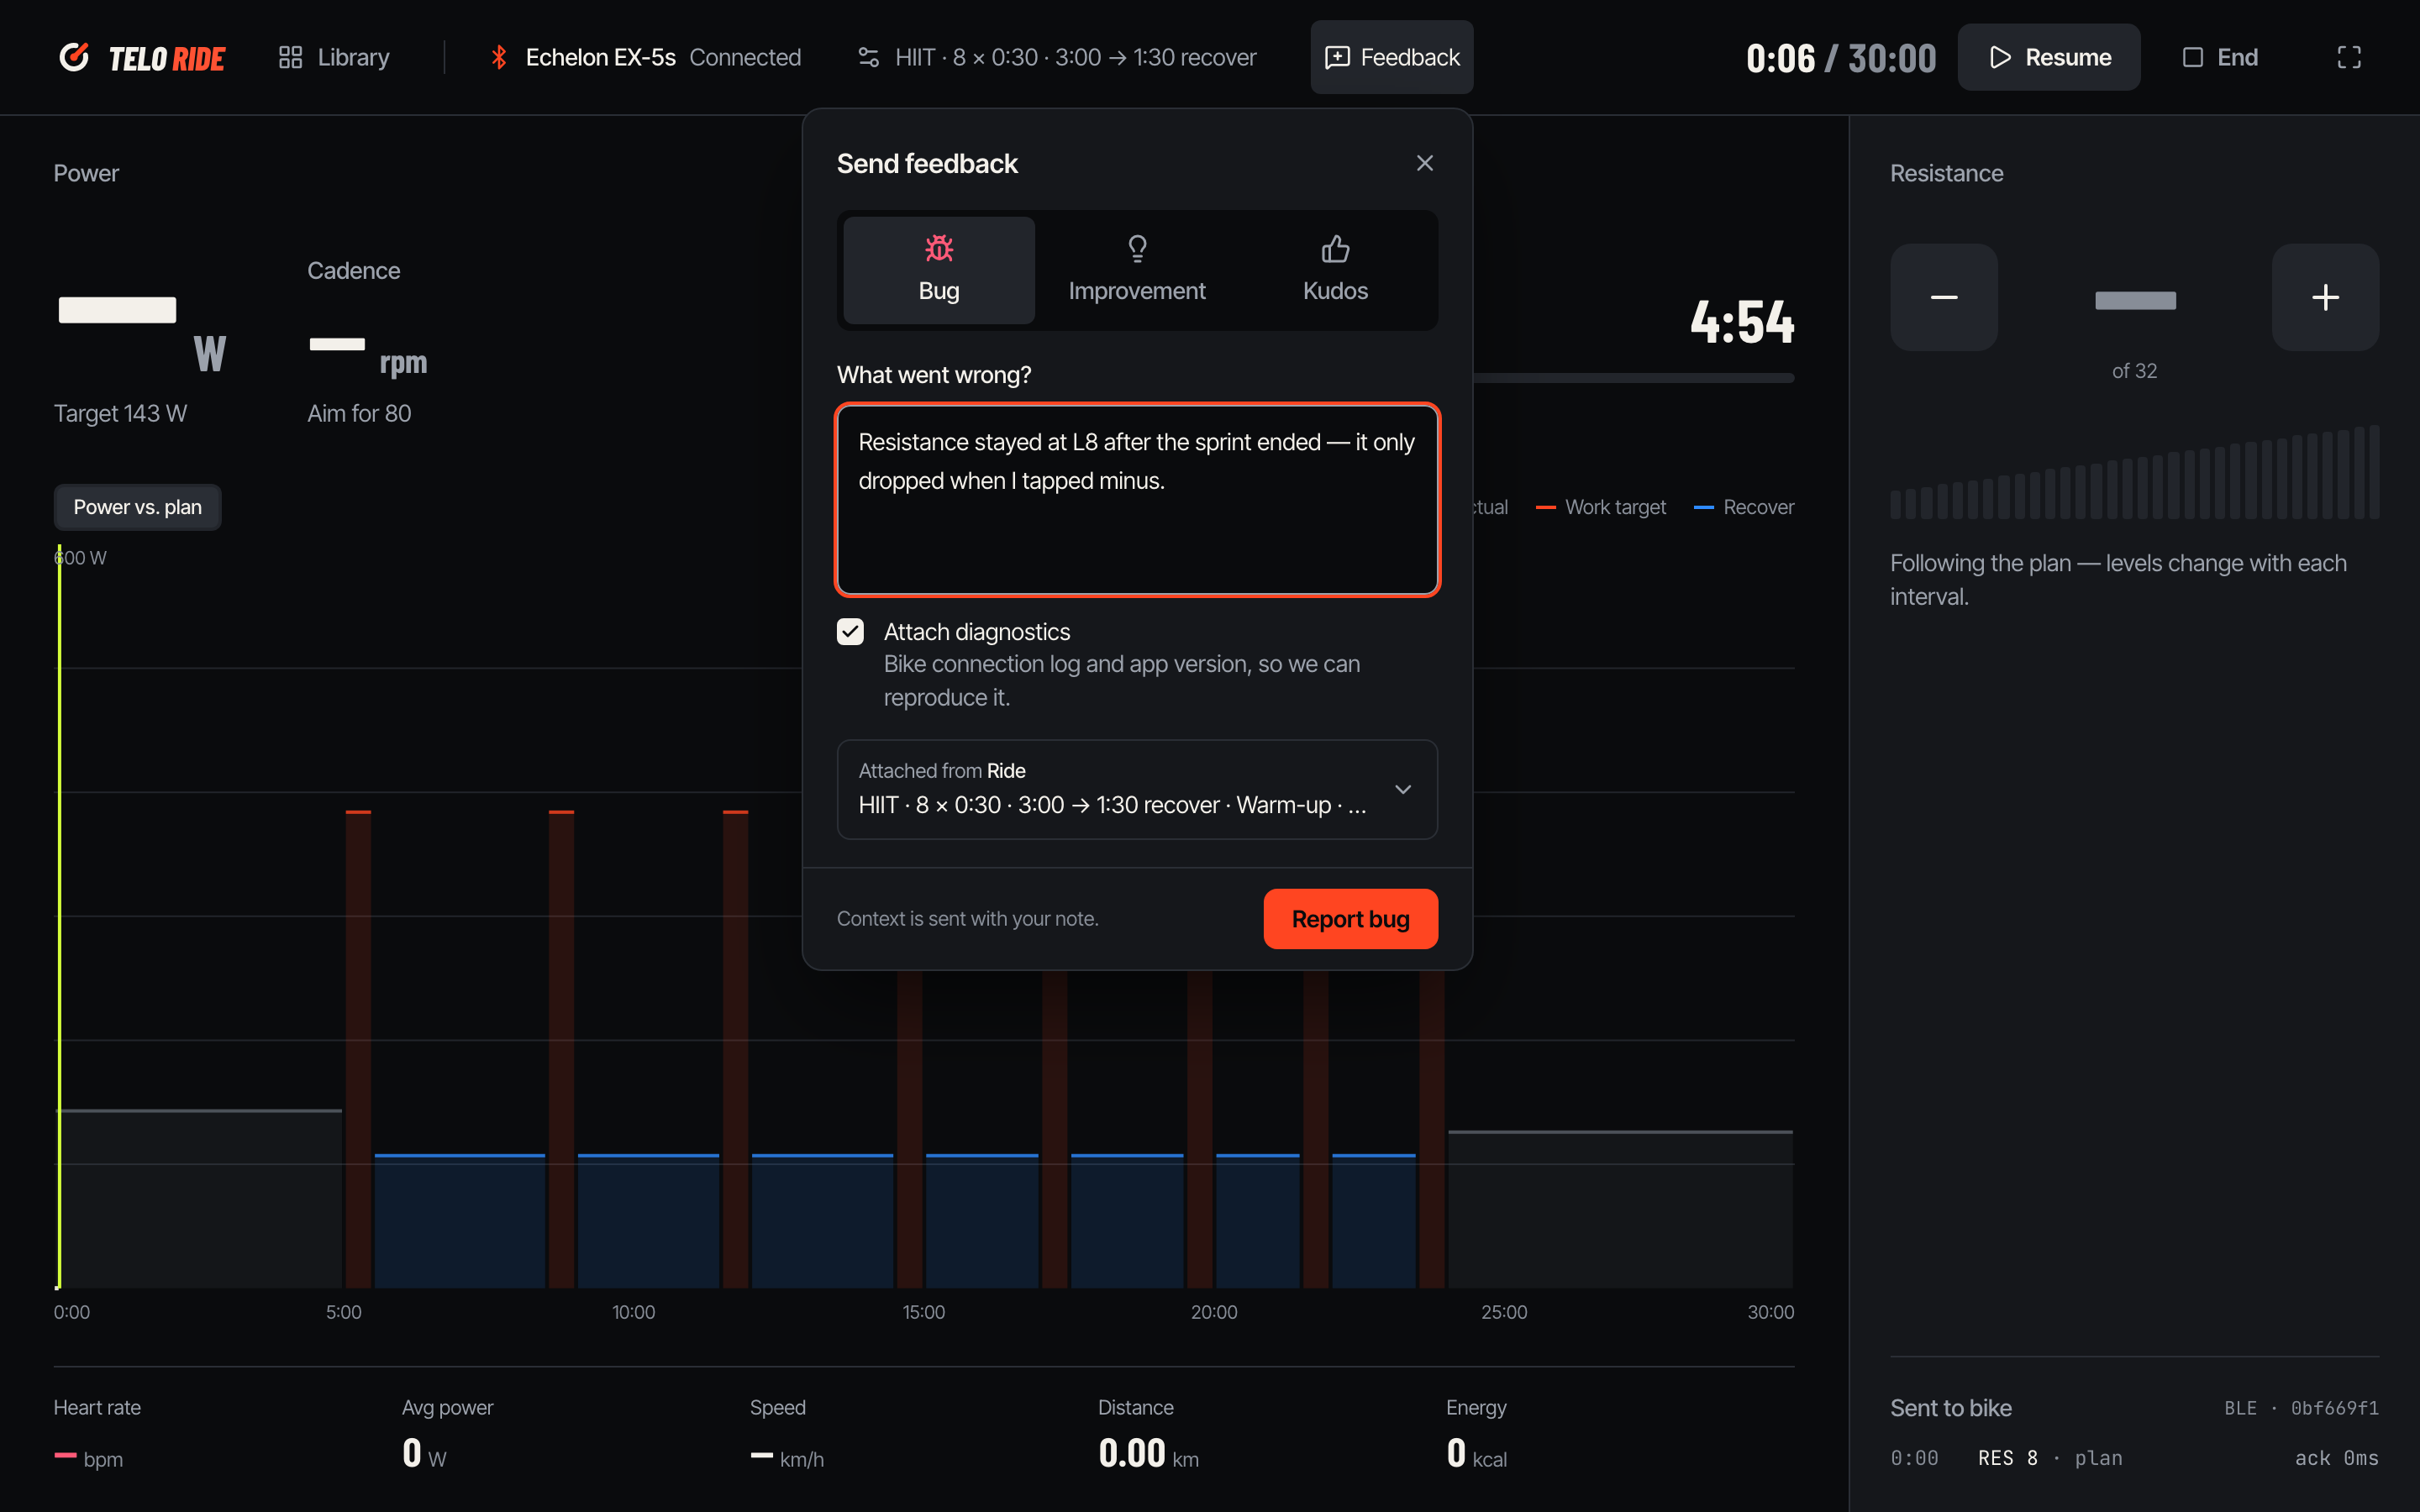 TELO RIDE
Library
Echelon EX-5s Connected
HIIT · 8 × 0:30 · 3:00 → 1:30 recover
Feedback
0:06 / 30:00
Resume
End
Power
W
Target 143 W
Cadence
rpm
Aim for 80
4:54
Power vs. plan
Work target
Recover
600 W
0:00
5:00
10:00
15:00
20:00
25:00
30:00
Send feedback
Bug
Improvement
Kudos
What went wrong?
Resistance stayed at L8 after the sprint ended — it only
dropped when I tapped minus.
Attach diagnostics
Bike connection log and app version, so we can
reproduce it.
Attached from Ride
HIIT · 8 × 0:30 · 3:00 → 1:30 recover · Warm-up · ...
Context is sent with your note.
Report bug
Resistance
of 32
Following the plan — levels change with each
interval.
Heart rate
bpm
Avg power
0 W
Speed
km/h
Distance
0.00 km
Energy
0 kcal
Sent to bike
BLE · 0bf669f1
0:00 RES 8 · plan
ack 0ms